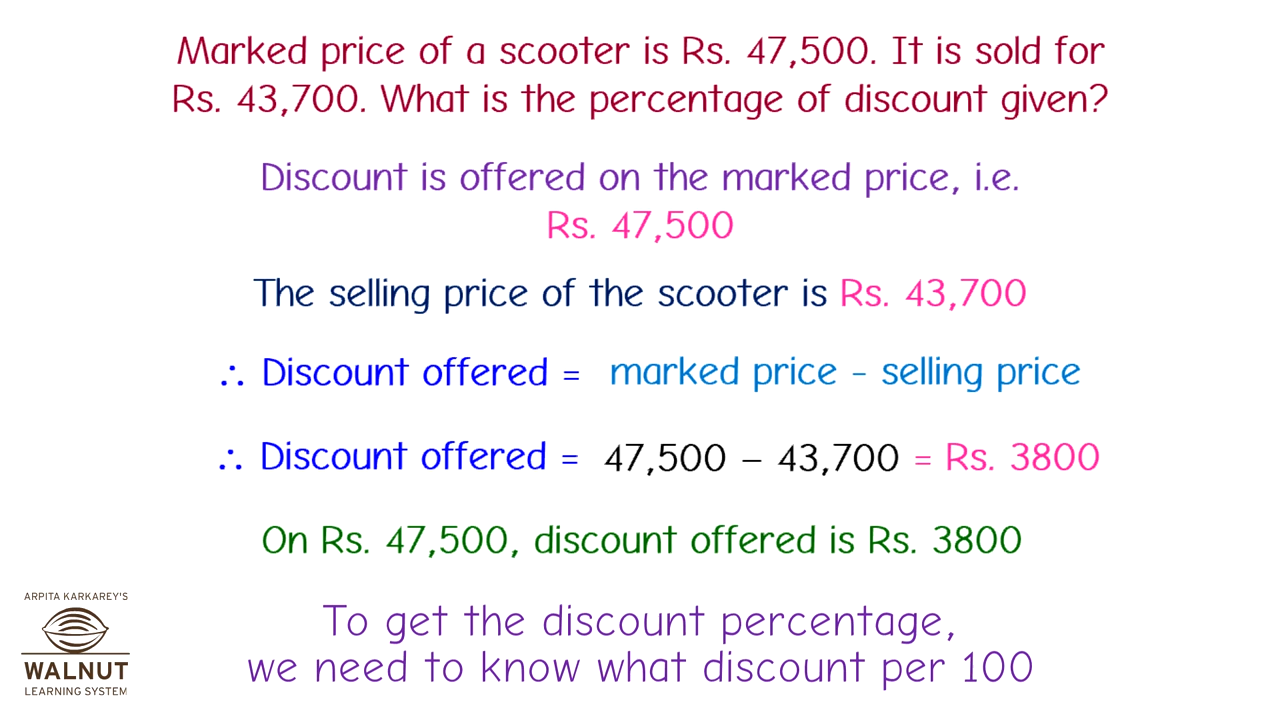 Marked price of a scooter is Rs. 47,500. It is sold for
Rs. 43,700. What is the percentage of discount given?
Discount is offered on the marked price, i.e.
Rs. 47,500
The selling price of the scooter is Rs. 43,700
∴ Discount offered = marked price - selling price
∴ Discount offered = 47,500 – 43,700 = Rs. 3800
On Rs. 47,500, discount offered is Rs. 3800
To get the discount percentage,
we need to know what discount per 100
ARPITA KARKAREY'S
WALNUT
LEARNING SYSTEM